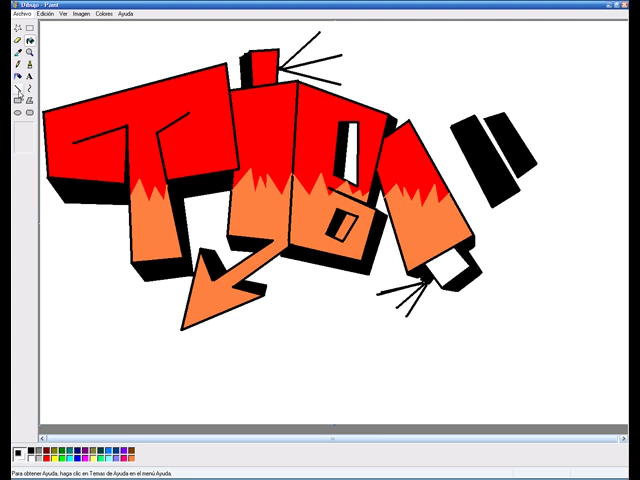 Dibujo - Paint
Archivo Edición Ver Imagen Colores Ayuda
A
Para obtener Ayuda, haga clic en Temas de Ayuda en el menú Ayuda.